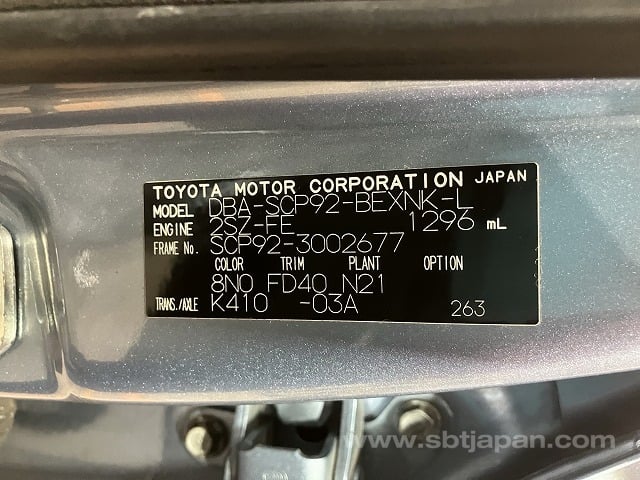 TOYOTA MOTOR CORPORATION JAPAN
MODEL DBA-SCP92-BEXNK-L
ENGINE 2SZ-FE 1296 mL
FRAME No. SCP92-3002677
COLOR TRIM PLANT OPTION
8N0 FD40 N21
TRANS./AXLE K410 -03A 263
www.sbtjapan.com